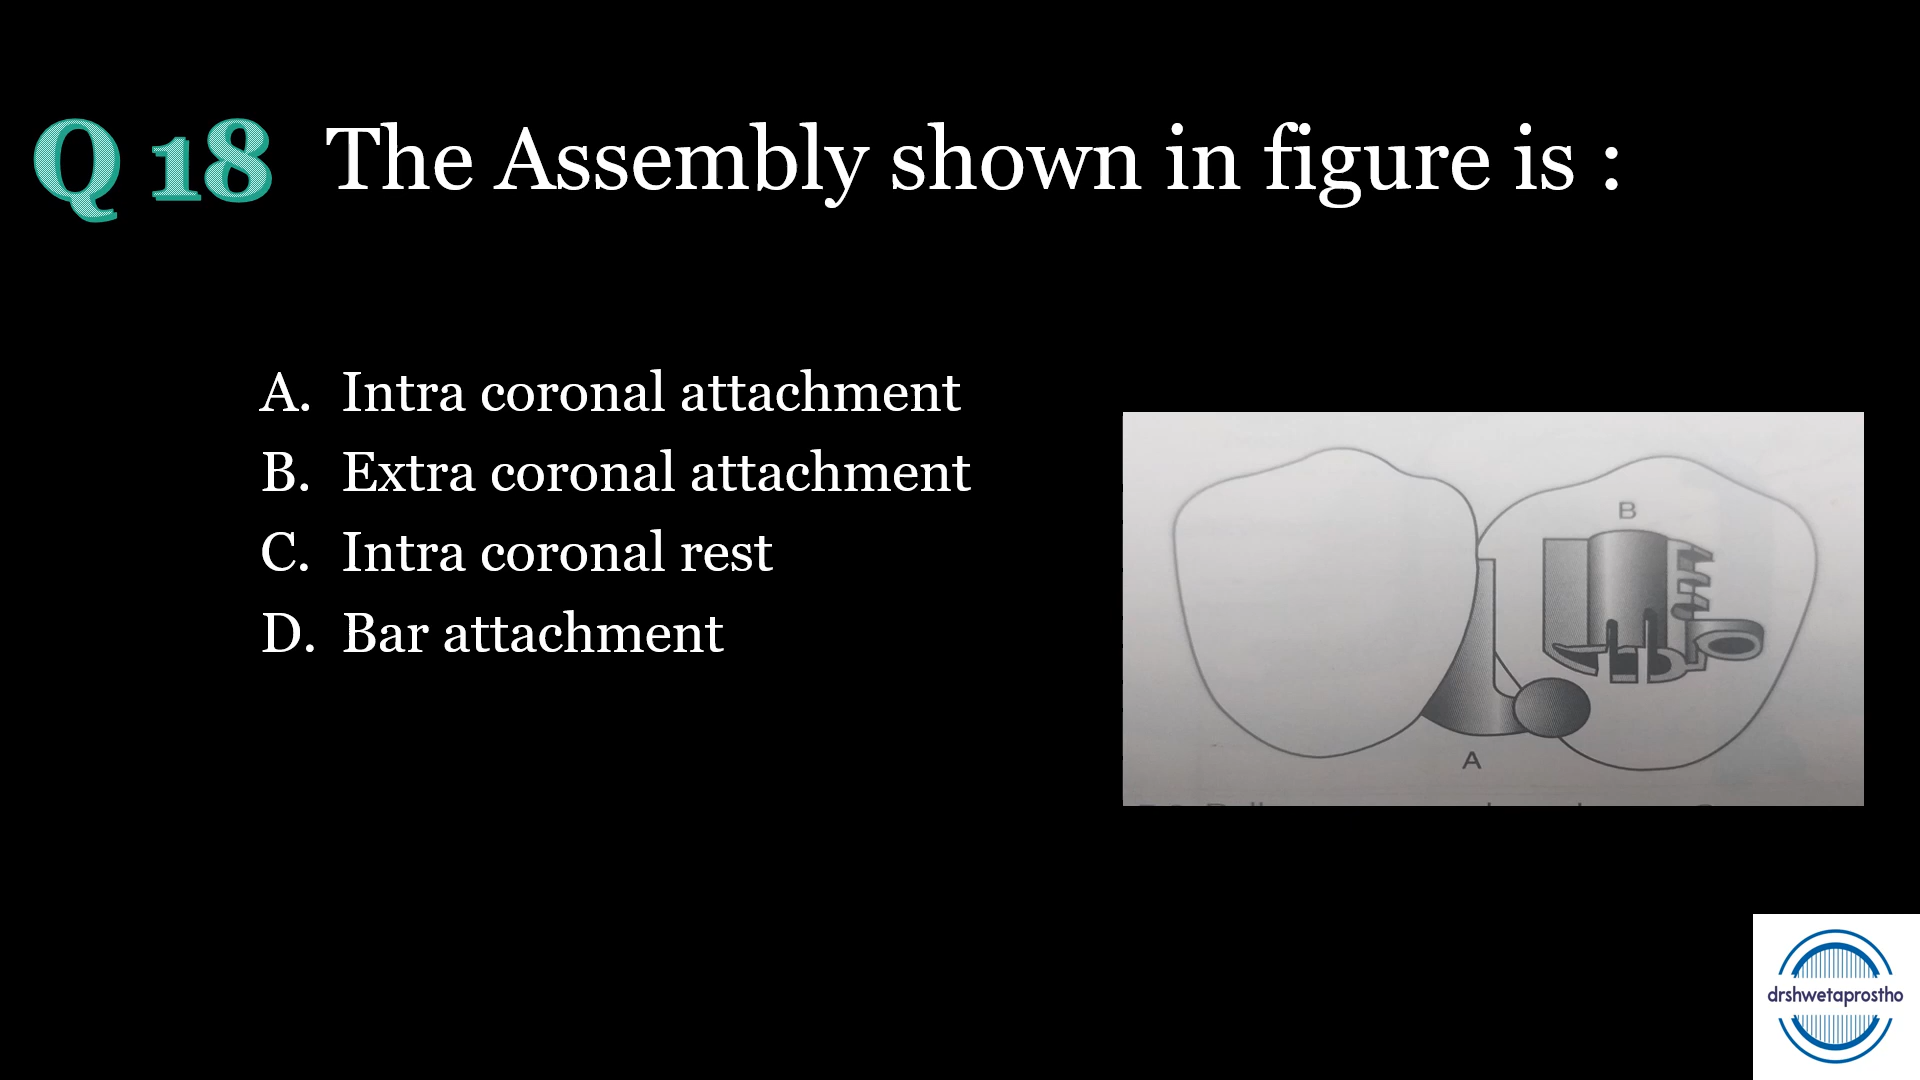 Q 18 The Assembly shown in figure is :
A. Intra coronal attachment
B. Extra coronal attachment
C. Intra coronal rest
D. Bar attachment
B
A
drshwetaprostho